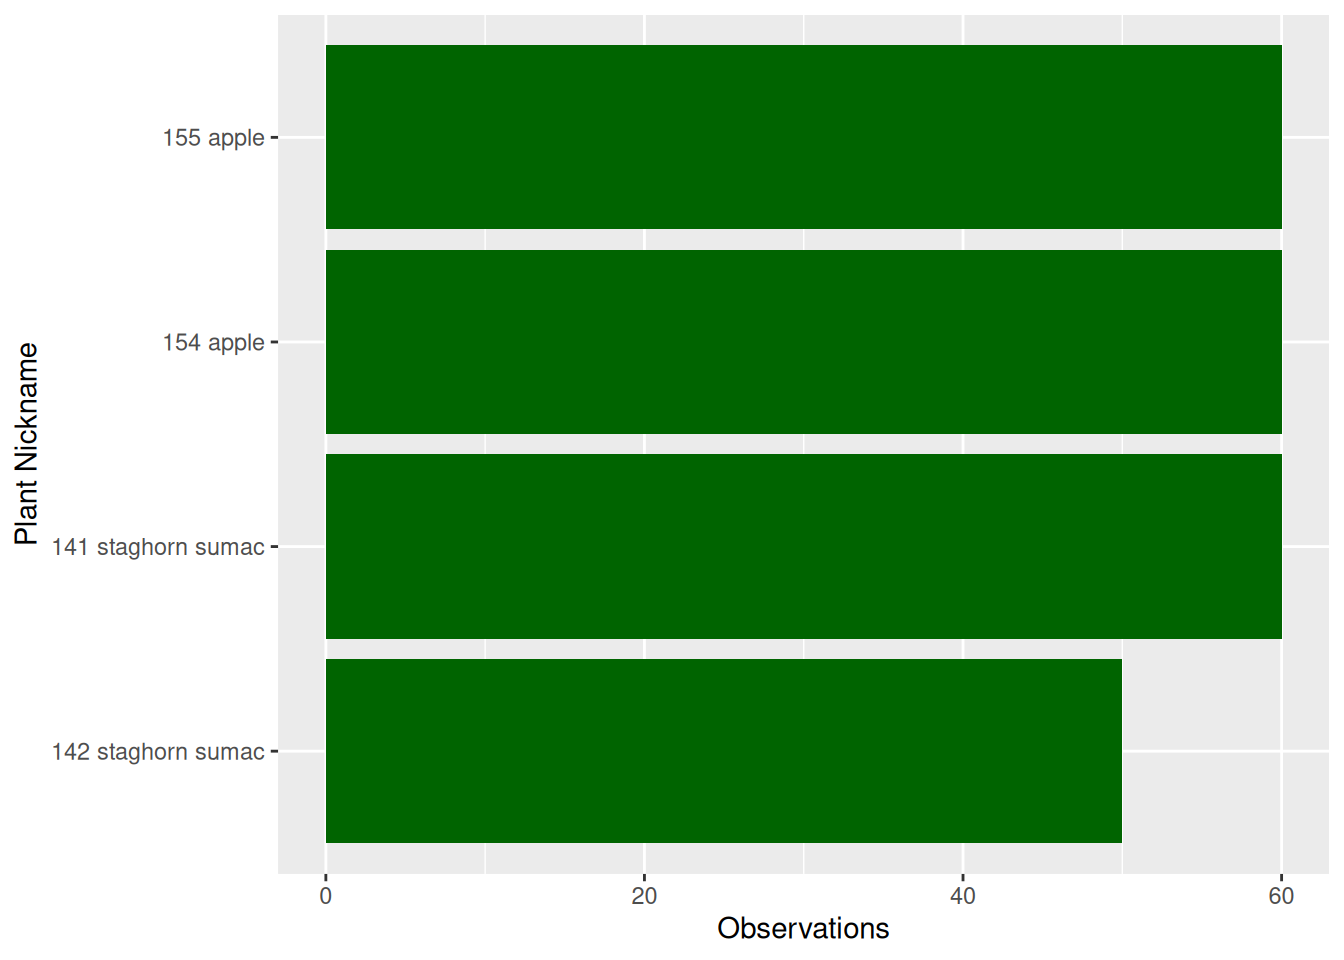 155 apple
154 apple
141 staghorn sumac
142 staghorn sumac
Plant Nickname
0 20 40 60
Observations